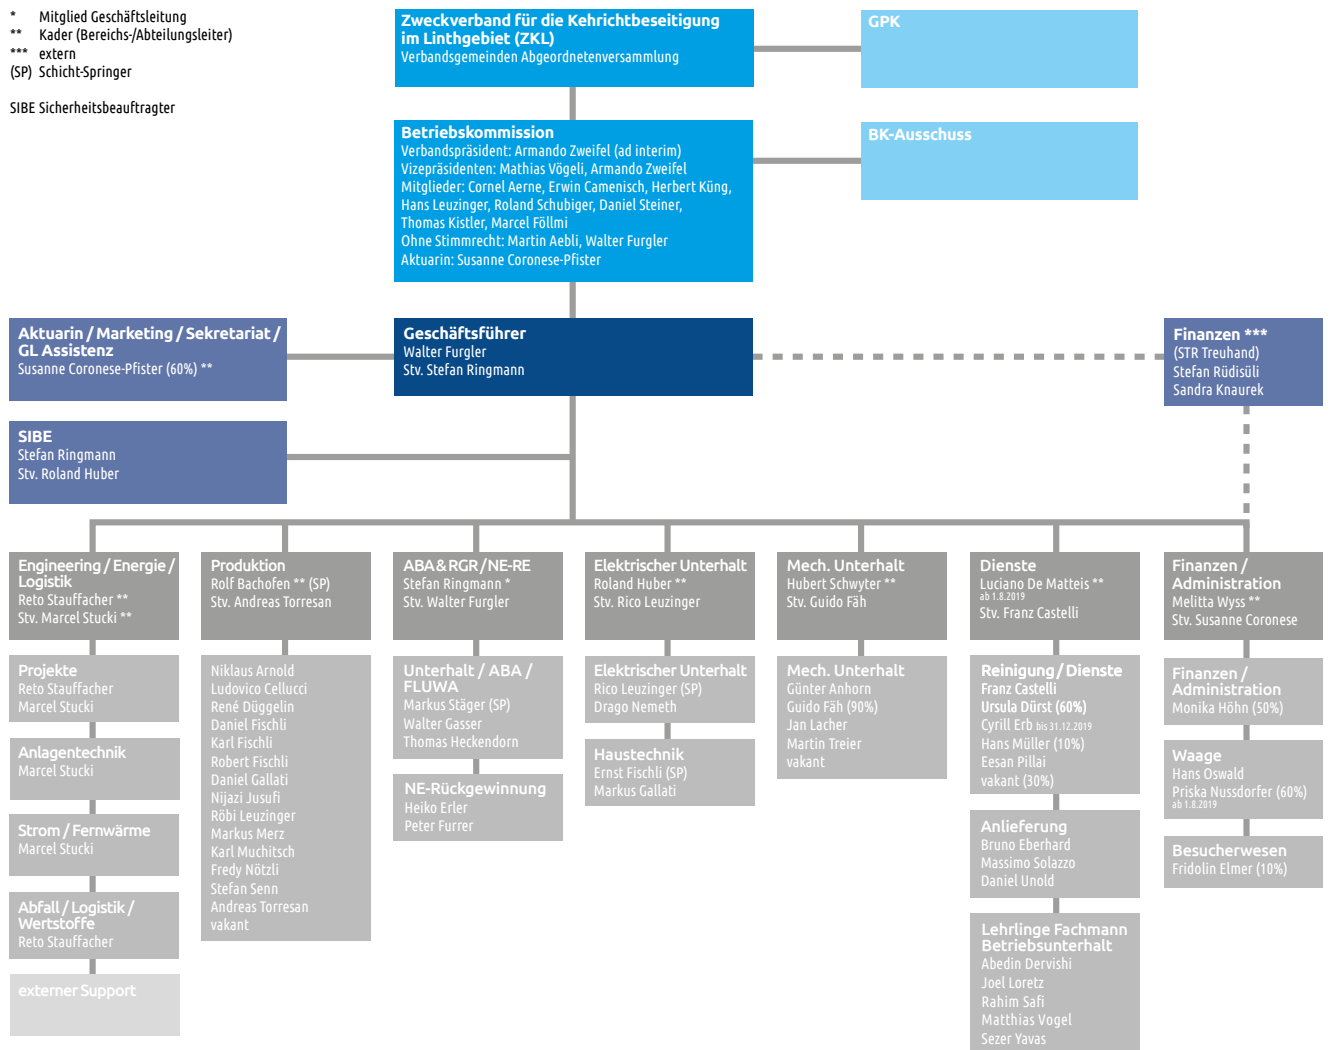 * Mitglied Geschäftsleitung
** Kader (Bereichs-/Abteilungsleiter)
*** extern
(SP) Schicht-Springer
SIBE Sicherheitsbeauftragter
Zweckverband für die Kehrichtbeseitigung
im Linthgebiet (ZKL)
Verbandsgemeinden Abgeordnetenversammlung
GPK
Betriebskommission
Verbandspräsident: Armando Zweifel (ad interim)
Vizepräsidenten: Mathias Vögeli, Armando Zweifel
Mitglieder: Cornel Aerne, Erwin Camenisch, Herbert Küng,
Hans Leuzinger, Roland Schubiger, Daniel Steiner,
Thomas Kistler, Marcel Föllmi
Ohne Stimmrecht: Martin Aebli, Walter Furgler
Aktuarin: Susanne Coronese-Pfister
BK-Ausschuss
Aktuarin / Marketing / Sekretariat /
GL Assistenz
Susanne Coronese-Pfister (60%) **
Geschäftsführer
Walter Furgler
Stv. Stefan Ringmann
Finanzen ***
(STR Treuhand)
Stefan Rüdisüli
Sandra Knaurek
SIBE
Stefan Ringmann
Stv. Roland Huber
Engineering / Energie /
Logistik
Reto Stauffacher **
Stv. Marcel Stucki **
Projekte
Reto Stauffacher
Marcel Stucki
Anlagentechnik
Marcel Stucki
Strom / Fernwärme
Marcel Stucki
Abfall / Logistik /
Wertstoffe
Reto Stauffacher
externer Support
Produktion
Rolf Bachofen ** (SP)
Stv. Andreas Torresan
Niklaus Arnold
Ludovico Cellucci
René Düggelin
Daniel Fischli
Karl Fischli
Robert Fischli
Daniel Gallati
Nijazi Jusufi
Röbi Leuzinger
Markus Merz
Karl Muchitsch
Fredy Nötzli
Stefan Senn
Andreas Torresan
vakant
ABA & RGR / NE-RE
Stefan Ringmann *
Stv. Walter Furgler
Unterhalt / ABA /
FLUWA
Markus Stäger (SP)
Walter Gasser
Thomas Heckendorn
NE-Rückgewinnung
Heiko Erler
Peter Furrer
Elektrischer Unterhalt
Roland Huber **
Stv. Rico Leuzinger
Elektrischer Unterhalt
Rico Leuzinger (SP)
Drago Nemeth
Haustechnik
Ernst Fischli (SP)
Markus Gallati
Mech. Unterhalt
Hubert Schwyter **
Stv. Guido Fäh
Mech. Unterhalt
Günter Anhorn
Guido Fäh (90%)
Jan Lacher
Martin Treier
vakant
Dienste
Luciano De Matteis **
ab 1.8.2019
Stv. Franz Castelli
Reinigung / Dienste
Franz Castelli
Ursula Dürst (60%)
Cyrill Erb bis 31.12.2019
Hans Müller (10%)
Eesan Pillai
vakant (30%)
Anlieferung
Bruno Eberhard
Massimo Solazzo
Daniel Unold
Lehrlinge Fachmann
Betriebsunterhalt
Abedin Dervishi
Joel Loretz
Rahim Safi
Matthias Vogel
Sezer Yavas
Finanzen /
Administration
Melitta Wyss **
Stv. Susanne Coronese
Finanzen /
Administration
Monika Höhn (50%)
Waage
Hans Oswald
Priska Nussdorfer (60%)
ab 1.8.2019
Besucherwesen
Fridolin Elmer (10%)